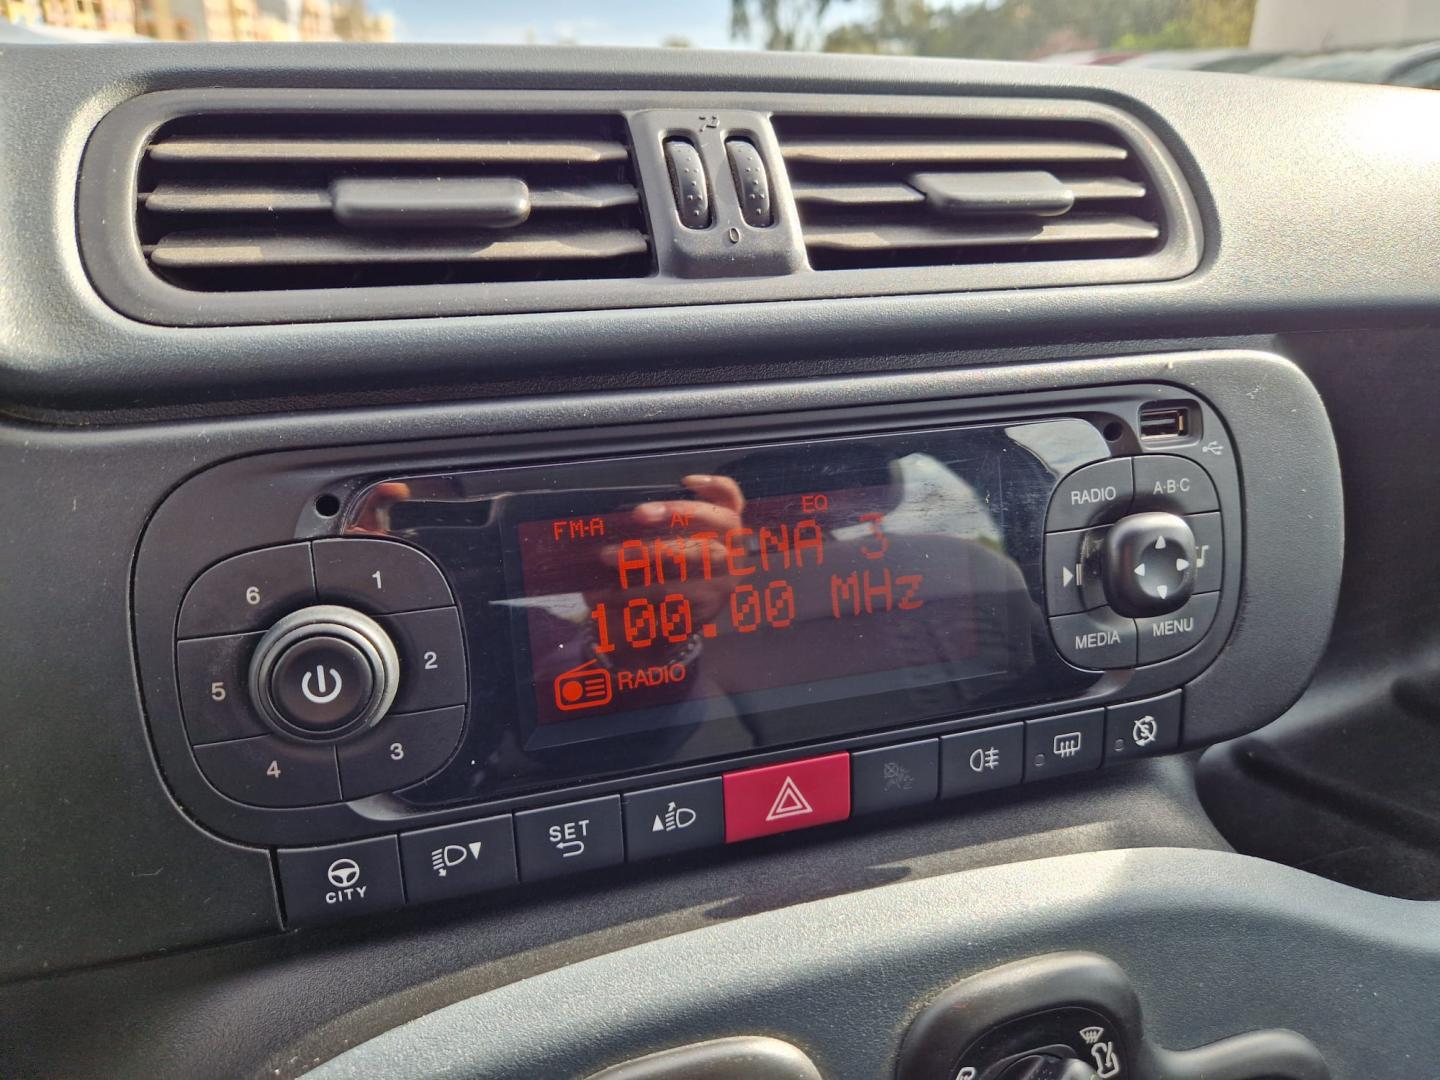 0
RADIO
A·B·C
FM-A AF EQ
ANTENA 3
100.00 MHz
RADIO
6
1
5
2
4
3
MEDIA
MENU
CITY
SET